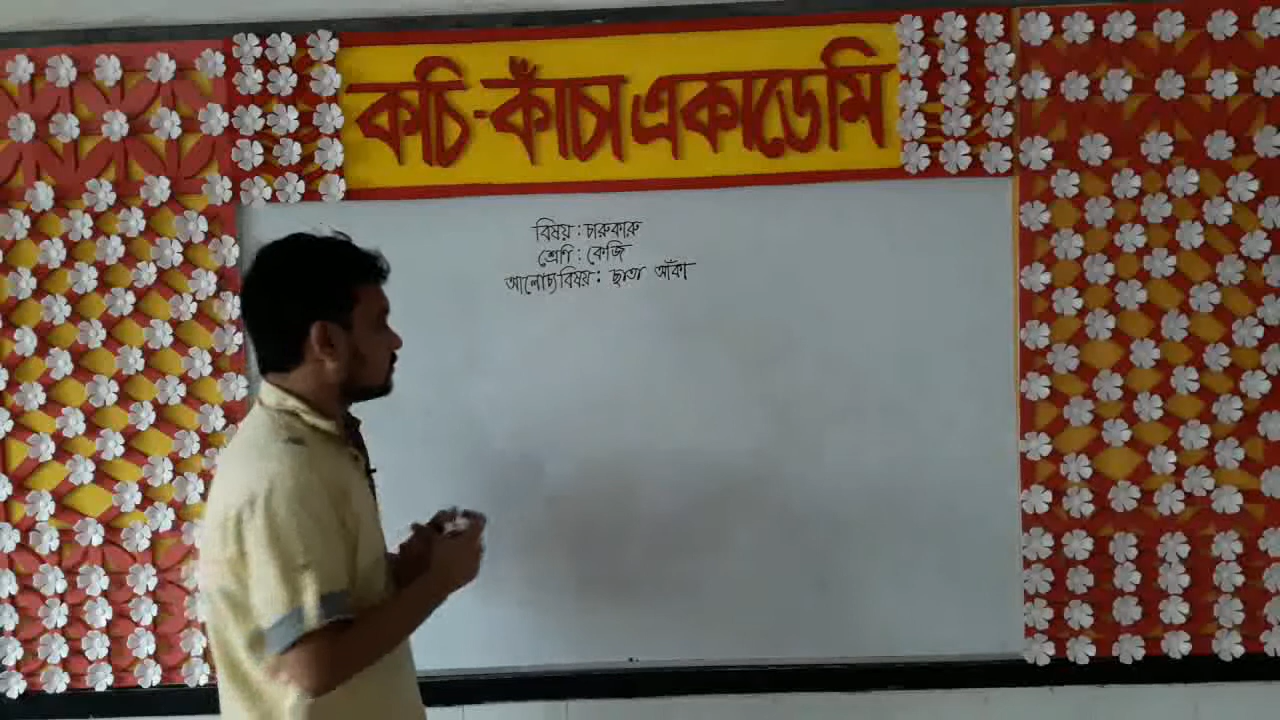 কচি-কাঁচা একাডেমি
বিষয় : চারুকারু
শ্রেণি : কেজি
আলোচ্যবিষয় : ছাতা আঁকা